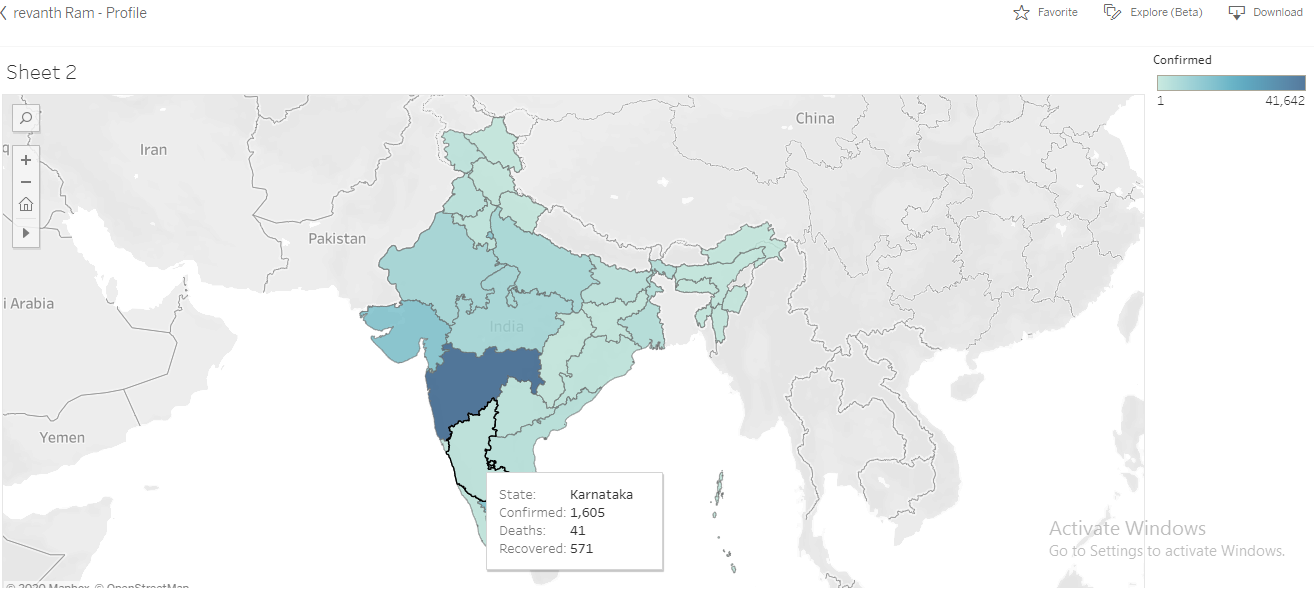 revanth Ram - Profile
Favorite
Explore (Beta)
Download
Sheet 2
Confirmed
1
41,642
China
Iran
Pakistan
i Arabia
India
Yemen
State: Karnataka
Confirmed: 1,605
Deaths: 41
Recovered: 571
Activate Windows
Go to Settings to activate Windows.
© 2020 Mapbox © OpenStreetMap